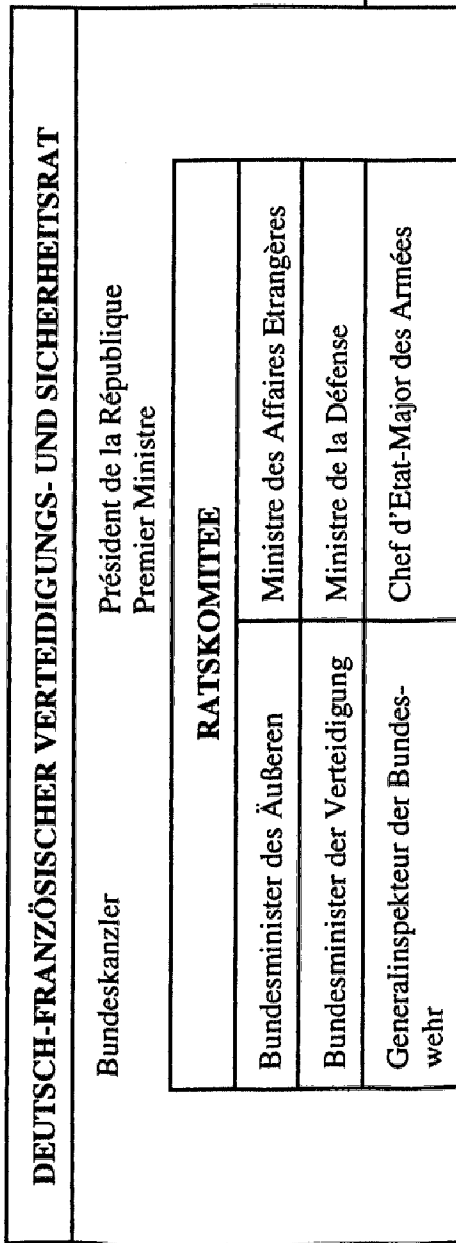 DEUTSCH-FRANZÖSISCHER VERTEIDIGUNGS- UND SICHERHEITSRAT
Bundeskanzler Président de la République
Premier Ministre
RATSKOMITEE
Bundesminister des Äußeren Ministre des Affaires Etrangères
Bundesminister der Verteidigung Ministre de la Défense
Generalinspekteur der Bundes- Chef d'Etat-Major des Armées
wehr